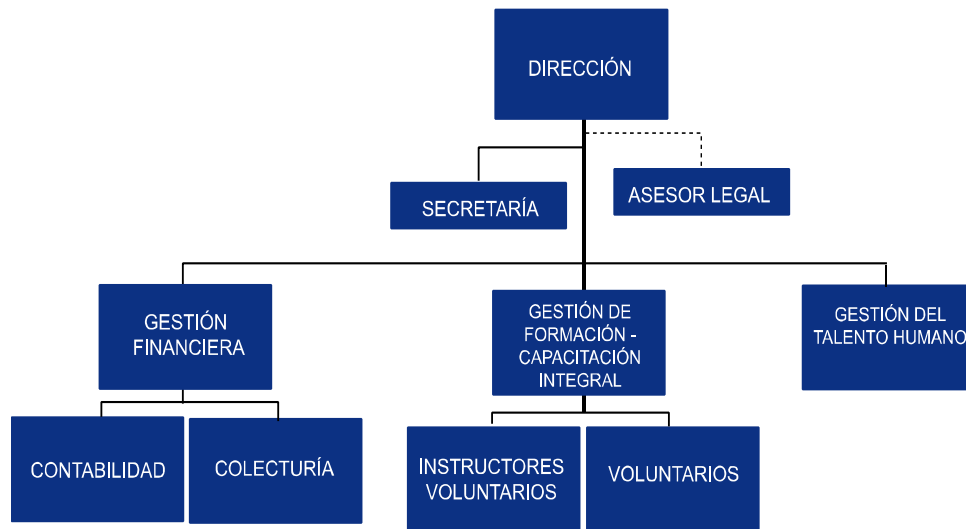 DIRECCIÓN
SECRETARÍA
ASESOR LEGAL
GESTIÓN
FINANCIERA
GESTIÓN DE
FORMACIÓN -
CAPACITACIÓN
INTEGRAL
GESTIÓN DEL
TALENTO HUMANO
CONTABILIDAD
COLECTURÍA
INSTRUCTORES
VOLUNTARIOS
VOLUNTARIOS